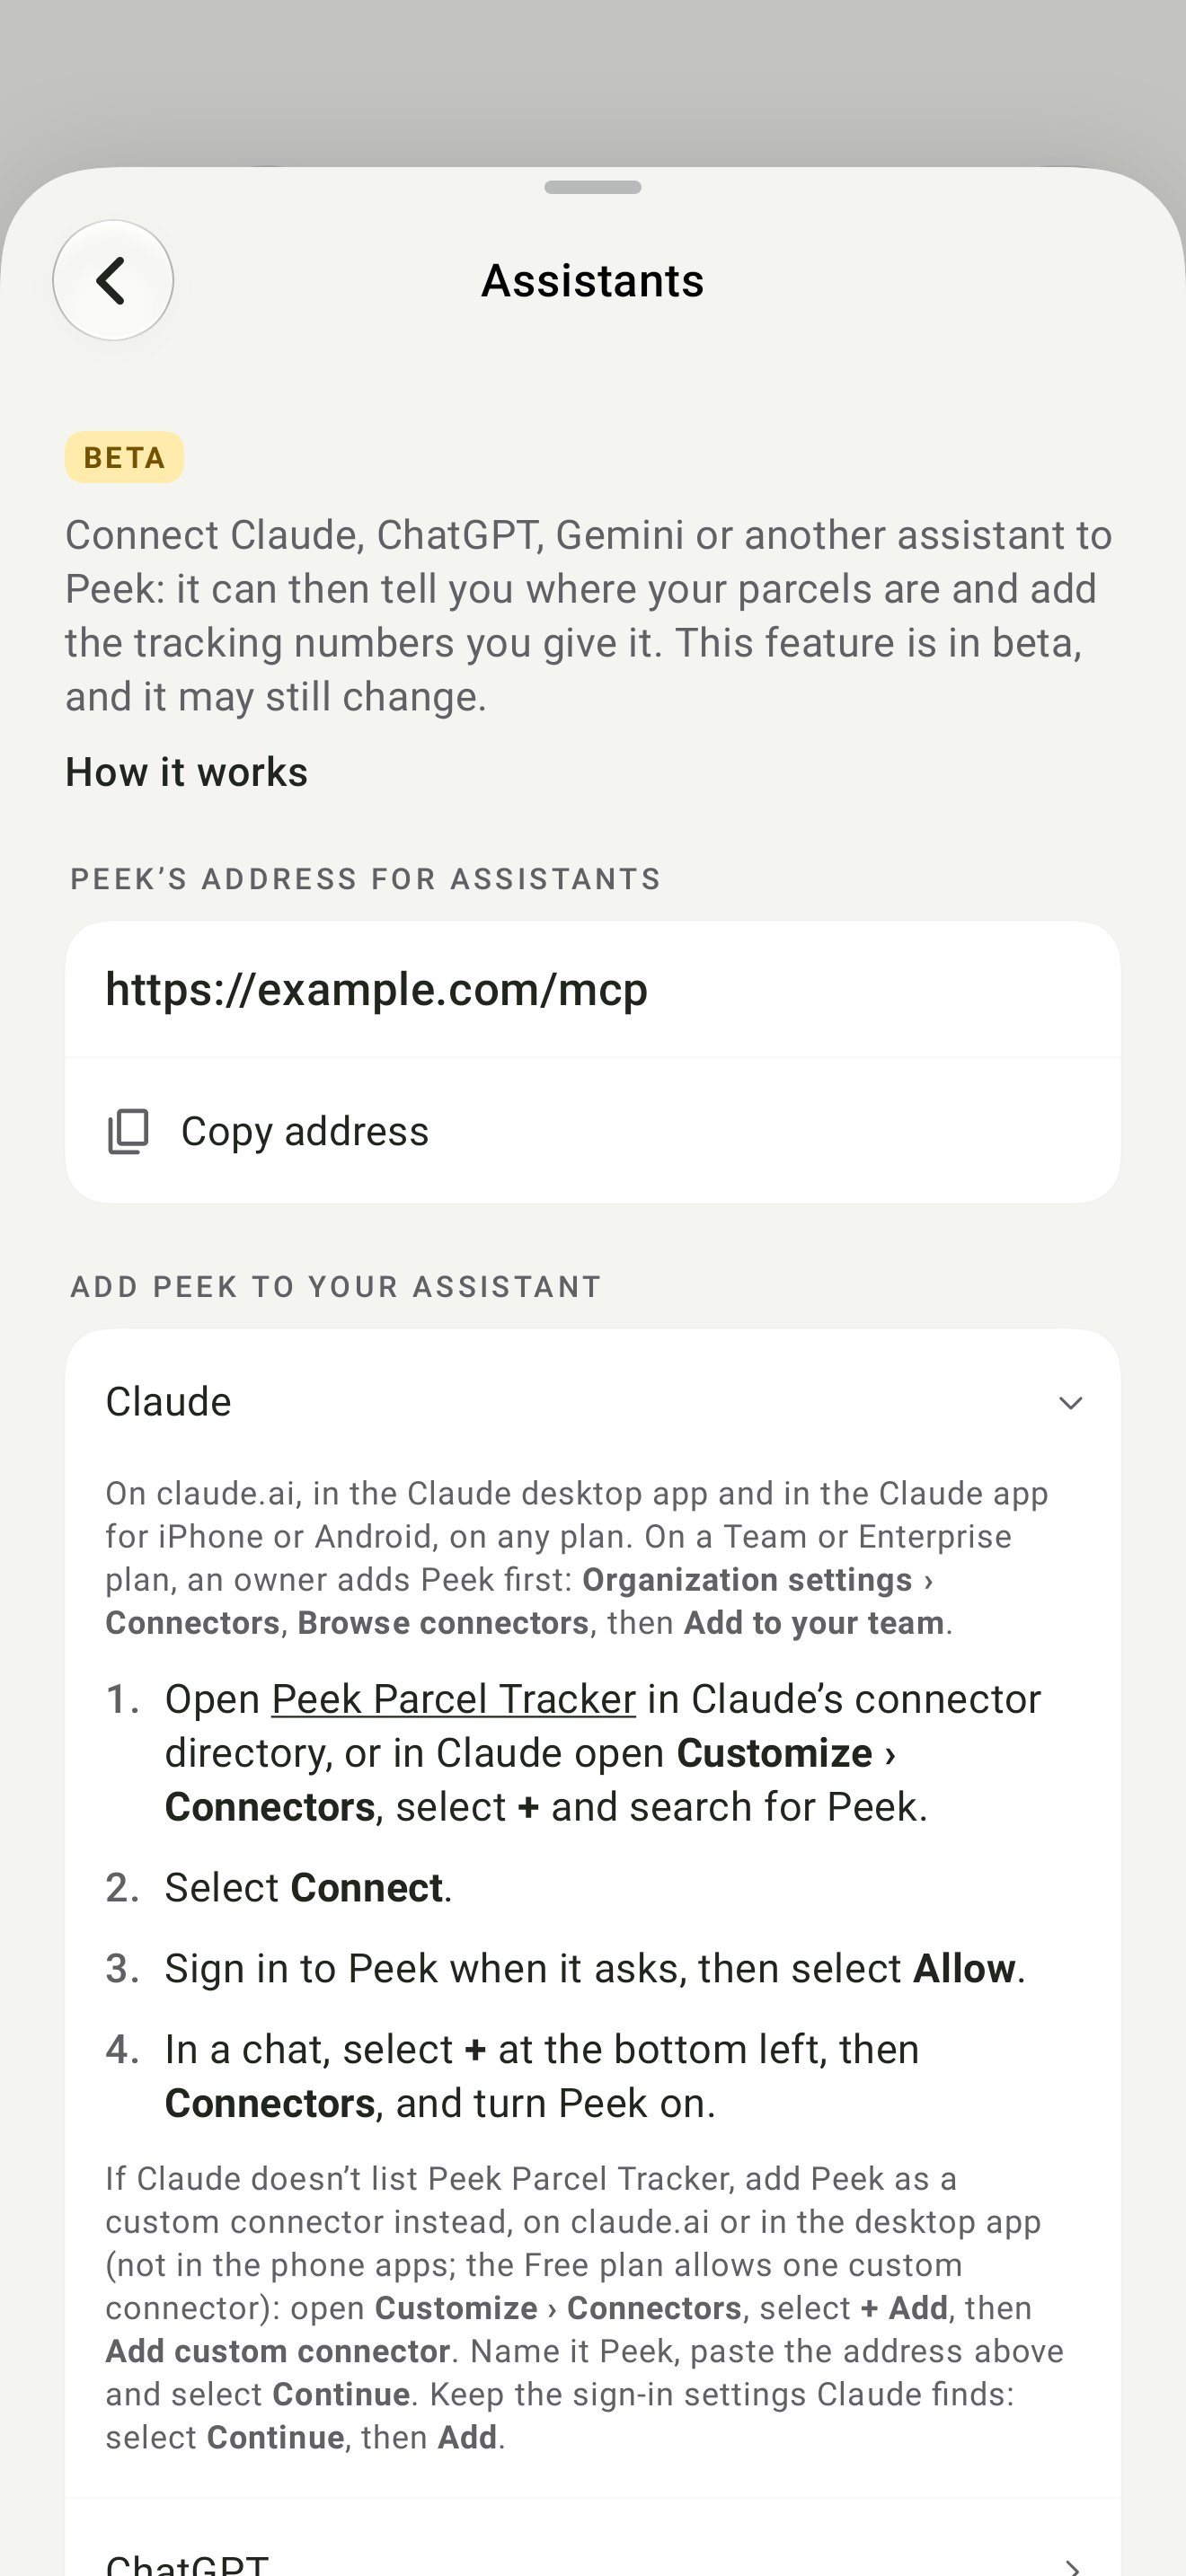 Assistants
BETA
Connect Claude, ChatGPT, Gemini or another assistant to
Peek: it can then tell you where your parcels are and add
the tracking numbers you give it. This feature is in beta,
and it may still change.
How it works
PEEK’S ADDRESS FOR ASSISTANTS
https://example.com/mcp
Copy address
ADD PEEK TO YOUR ASSISTANT
Claude
On claude.ai, in the Claude desktop app and in the Claude app
for iPhone or Android, on any plan. On a Team or Enterprise
plan, an owner adds Peek first: Organization settings ›
Connectors, Browse connectors, then Add to your team.
1. Open Peek Parcel Tracker in Claude’s connector
directory, or in Claude open Customize ›
Connectors, select + and search for Peek.
2. Select Connect.
3. Sign in to Peek when it asks, then select Allow.
4. In a chat, select + at the bottom left, then
Connectors, and turn Peek on.
If Claude doesn’t list Peek Parcel Tracker, add Peek as a
custom connector instead, on claude.ai or in the desktop app
(not in the phone apps; the Free plan allows one custom
connector): open Customize › Connectors, select + Add, then
Add custom connector. Name it Peek, paste the address above
and select Continue. Keep the sign-in settings Claude finds:
select Continue, then Add.
ChatGPT